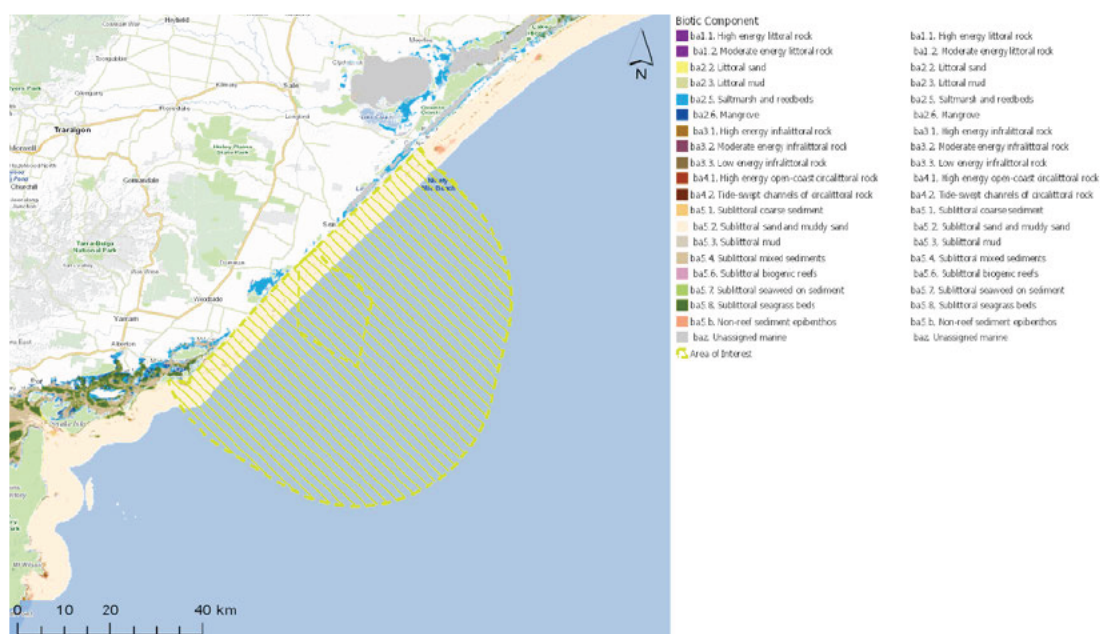 Heyfield
Traralgon
Sale
Longford
Holey Plains
State Park
Gormandale
Churchill
Tarra-Bulga
National Park
Woodside
Yarram
Alberton
N
0 10 20 40 km
Biotic Component
ba1.1. High energy littoral rock ba1.1. High energy littoral rock
ba1.2. Moderate energy littoral rock ba1.2. Moderate energy littoral rock
ba2.2. Littoral sand ba2.2. Littoral sand
ba2.3. Littoral mud ba2.3. Littoral mud
ba2.5. Saltmarsh and reedbeds ba2.5. Saltmarsh and reedbeds
ba2.6. Mangrove ba2.6. Mangrove
ba3.1. High energy infralittoral rock ba3.1. High energy infralittoral rock
ba3.2. Moderate energy infralittoral rock ba3.2. Moderate energy infralittoral rock
ba3.3. Low energy infralittoral rock ba3.3. Low energy infralittoral rock
ba4.1. High energy open-coast circalittoral rock ba4.1. High energy open-coast circalittoral rock
ba4.2. Tide-swept channels of circalittoral rock ba4.2. Tide-swept channels of circalittoral rock
ba5.1. Sublittoral coarse sediment ba5.1. Sublittoral coarse sediment
ba5.2. Sublittoral sand and muddy sand ba5.2. Sublittoral sand and muddy sand
ba5.3. Sublittoral mud ba5.3. Sublittoral mud
ba5.4. Sublittoral mixed sediments ba5.4. Sublittoral mixed sediments
ba5.6. Sublittoral biogenic reefs ba5.6. Sublittoral biogenic reefs
ba5.7. Sublittoral seaweed on sediment ba5.7. Sublittoral seaweed on sediment
ba5.8. Sublittoral seagrass beds ba5.8. Sublittoral seagrass beds
ba5.b. Non-reef sediment epibenthos ba5.b. Non-reef sediment epibenthos
baz. Unassigned marine baz. Unassigned marine
Area of Interest